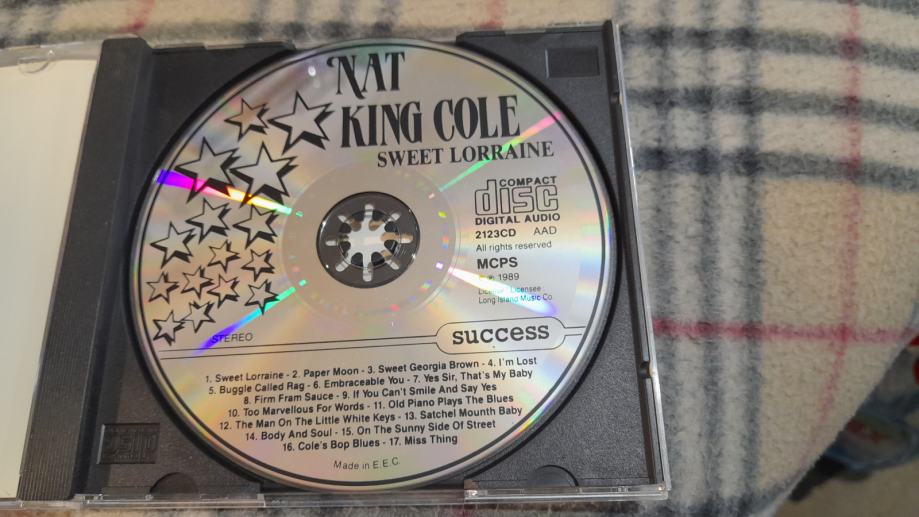 NAT
KING COLE
SWEET LORRAINE
COMPACT
disc
DIGITAL AUDIO
2123CD AAD
All rights reserved
MCPS
℗ 1989
Licensee
Long Island Music Co
STEREO
success
1. Sweet Lorraine - 2. Paper Moon - 3. Sweet Georgia Brown - 4. I'm Lost
5. Buggle Called Rag - 6. Embraceable You - 7. Yes Sir, That's My Baby
8. Firm Fram Sauce - 9. If You Can't Smile And Say Yes
10. Too Marvellous For Words - 11. Old Piano Plays The Blues
12. The Man On The Little White Keys - 13. Satchel Mounth Baby
14. Body And Soul - 15. On The Sunny Side Of Street
16. Cole's Bop Blues - 17. Miss Thing
Made in E.E.C.